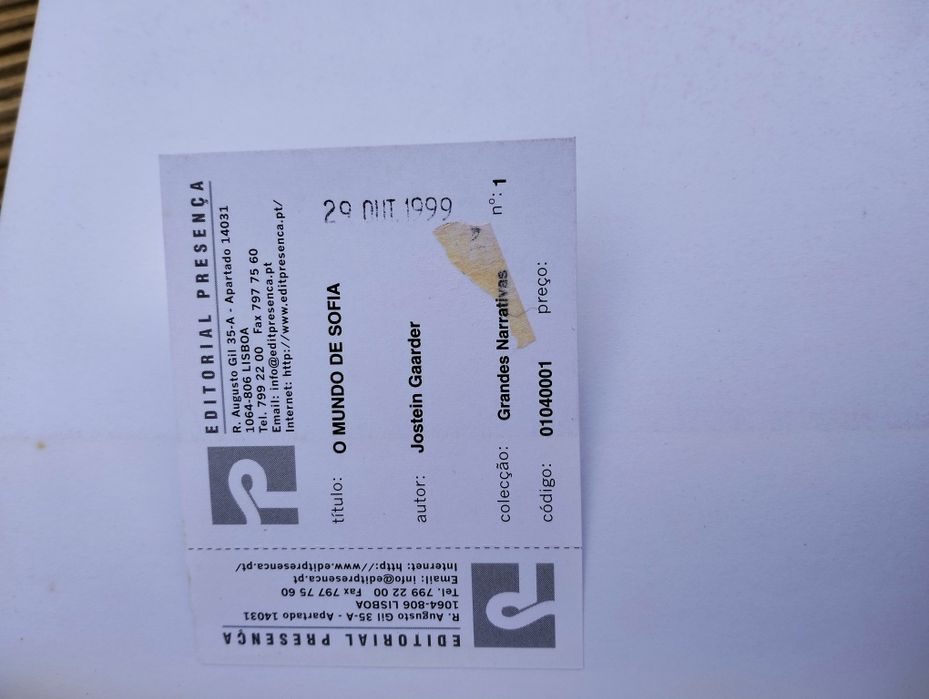 EDITORIAL PRESENÇA
R. Augusto Gil 35-A - Apartado 14031
1064-806 LISBOA
Tel. 799 22 00 Fax 797 75 60
Email: info@editpresenca.pt
Internet: http://www.editpresenca.pt/
29 OUT 1999
título: O MUNDO DE SOFIA
autor: Jostein Gaarder
colecção: Grandes Narrativas nº: 1
código: 01040001 preço:
EDITORIAL PRESENÇA
R. Augusto Gil 35-A - Apartado 14031
1064-806 LISBOA
Tel. 799 22 00 Fax 797 75 60
Email: info@editpresenca.pt
Internet: http://www.editpresenca.pt/